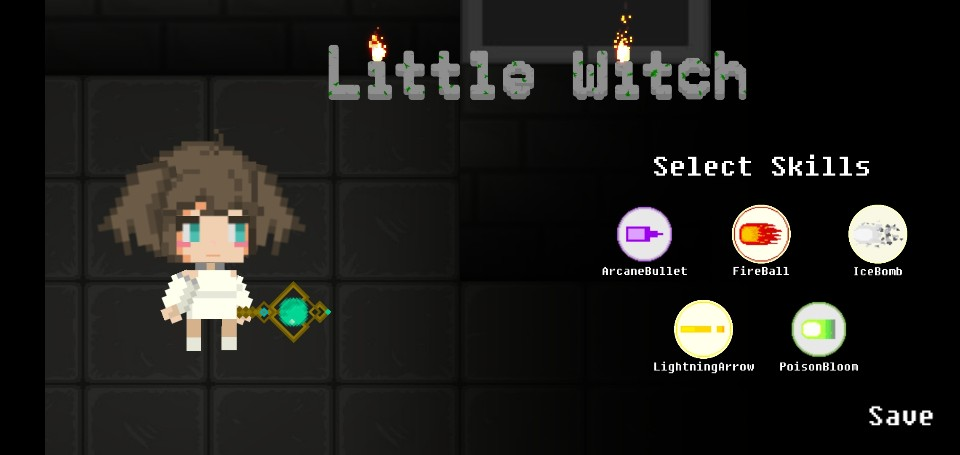 Little Witch
Select Skills
ArcaneBullet FireBall IceBomb
LightningArrow PoisonBloom
Save